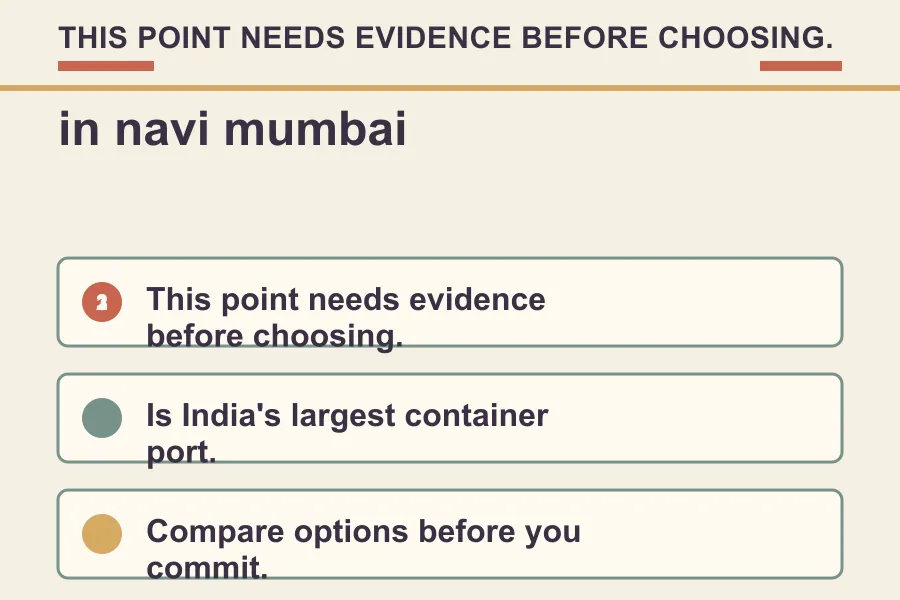 THIS POINT NEEDS EVIDENCE BEFORE CHOOSING.
in navi mumbai
This point needs evidence
before choosing.
Is India's largest container
port.
Compare options before you
commit.